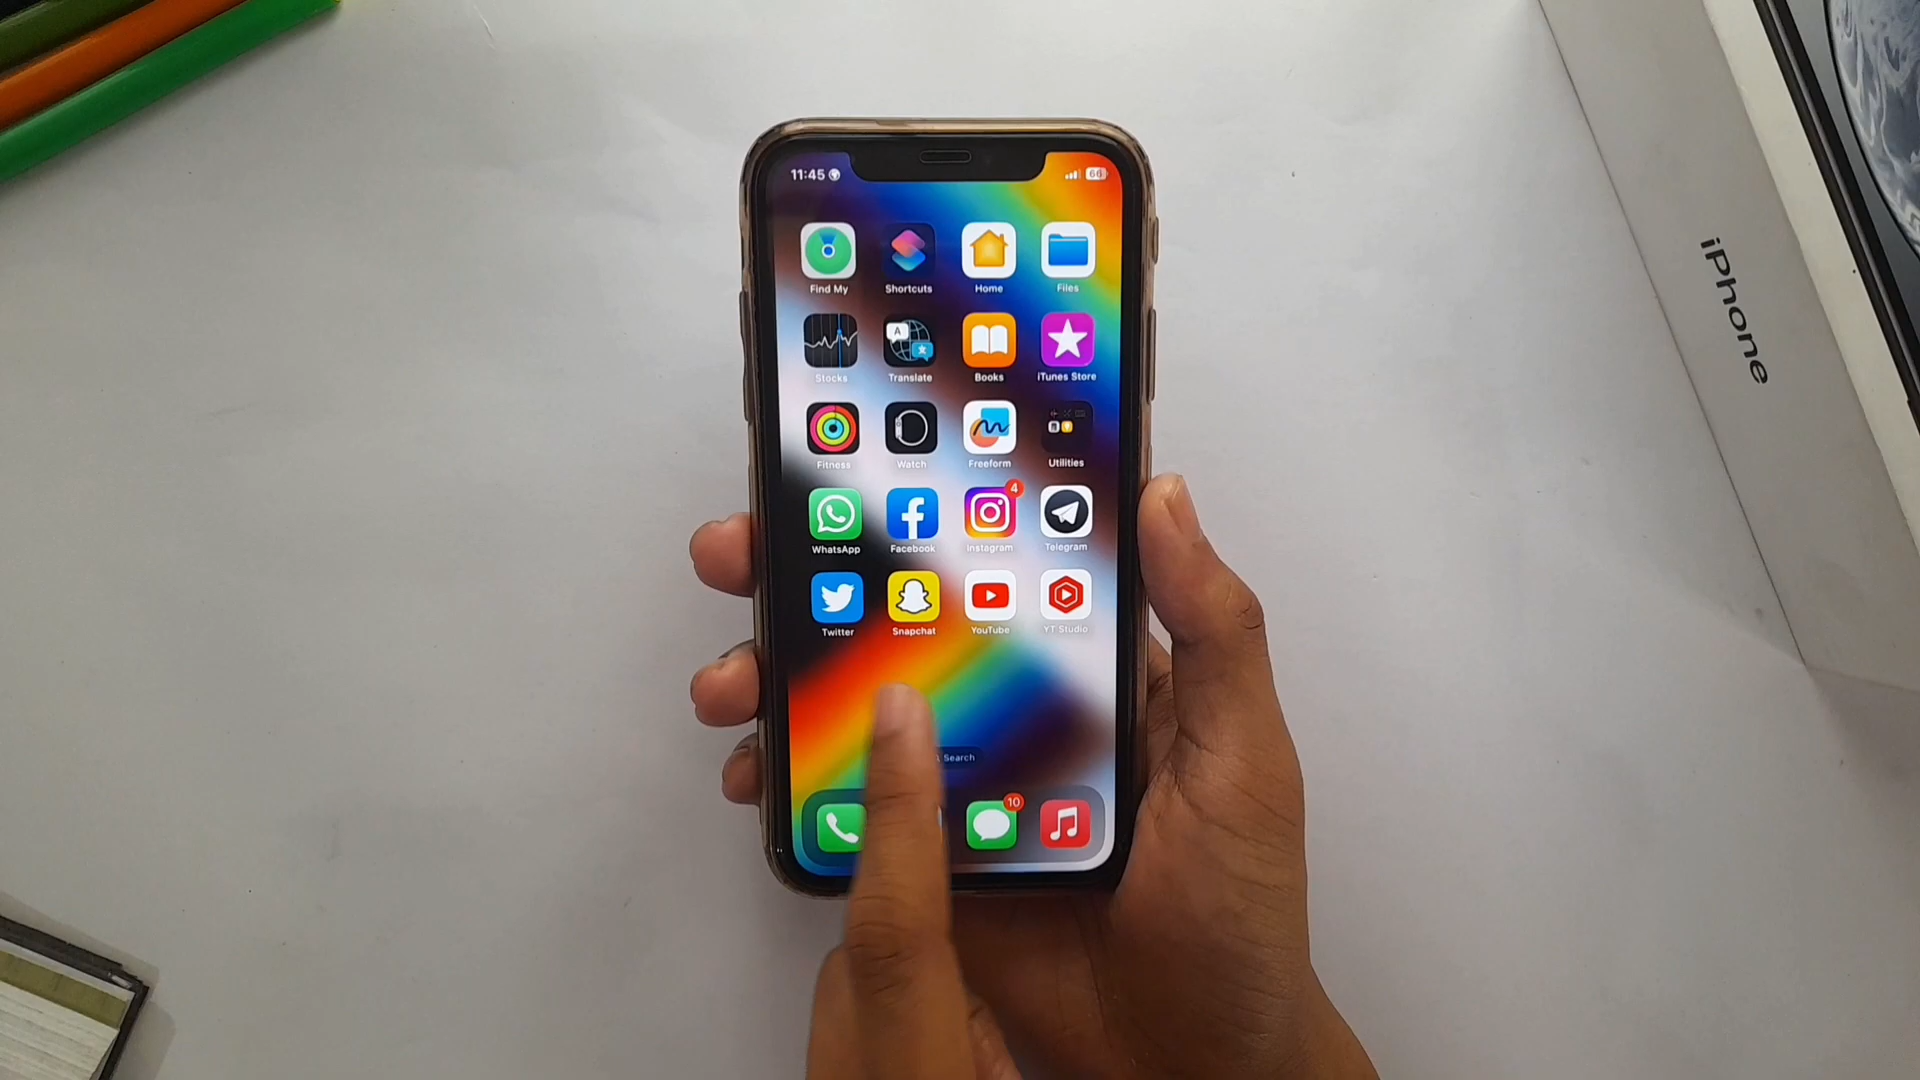 11:45
66
Find My
Shortcuts
Home
Files
Stocks
Translate
Books
iTunes Store
Fitness
Watch
Freeform
Utilities
4
WhatsApp
Facebook
Instagram
Telegram
Twitter
Snapchat
YouTube
YT Studio
Search
10
iPhone